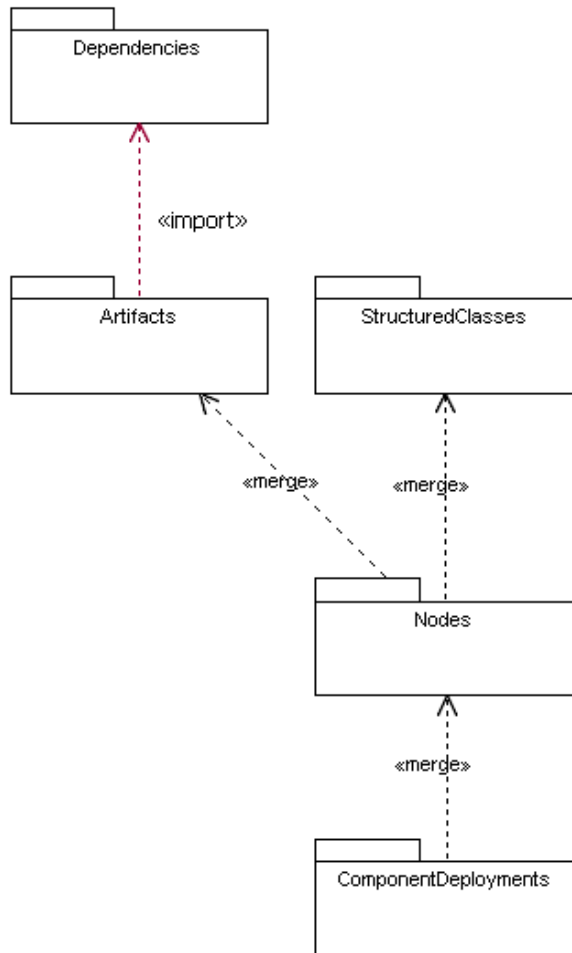 Dependencies
«import»
Artifacts
StructuredClasses
«merge»
«merge»
Nodes
«merge»
ComponentDeployments